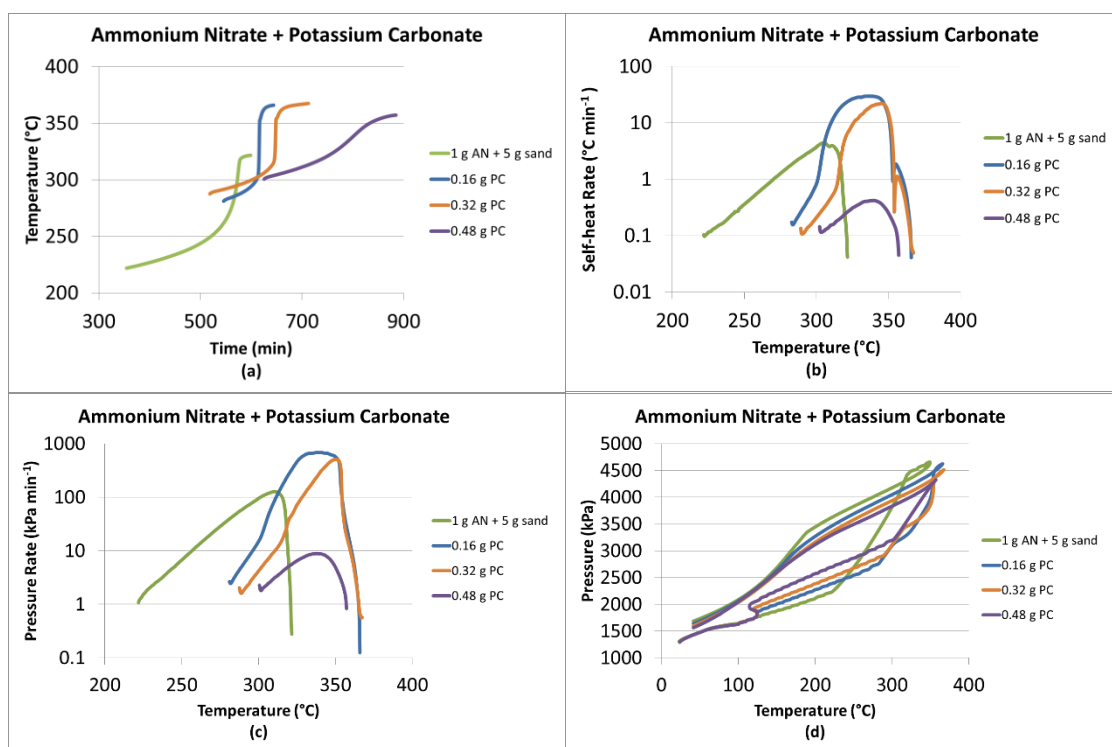 Ammonium Nitrate + Potassium Carbonate
Temperature (°C)
400
350
300
250
200
300
500
700
900
Time (min)
(a)
1 g AN + 5 g sand
0.16 g PC
0.32 g PC
0.48 g PC
Ammonium Nitrate + Potassium Carbonate
Self-heat Rate (°C min⁻¹)
100
10
1
0.1
0.01
200
250
300
350
400
Temperature (°C)
(b)
1 g AN + 5 g sand
0.16 g PC
0.32 g PC
0.48 g PC
Ammonium Nitrate + Potassium Carbonate
Pressure Rate (kPa min⁻¹)
1000
100
10
1
0.1
200
250
300
350
400
Temperature (°C)
(c)
1 g AN + 5 g sand
0.16 g PC
0.32 g PC
0.48 g PC
Ammonium Nitrate + Potassium Carbonate
Pressure (kPa)
5000
4500
4000
3500
3000
2500
2000
1500
1000
0
100
200
300
400
Temperature (°C)
(d)
1 g AN + 5 g sand
0.16 g PC
0.32 g PC
0.48 g PC